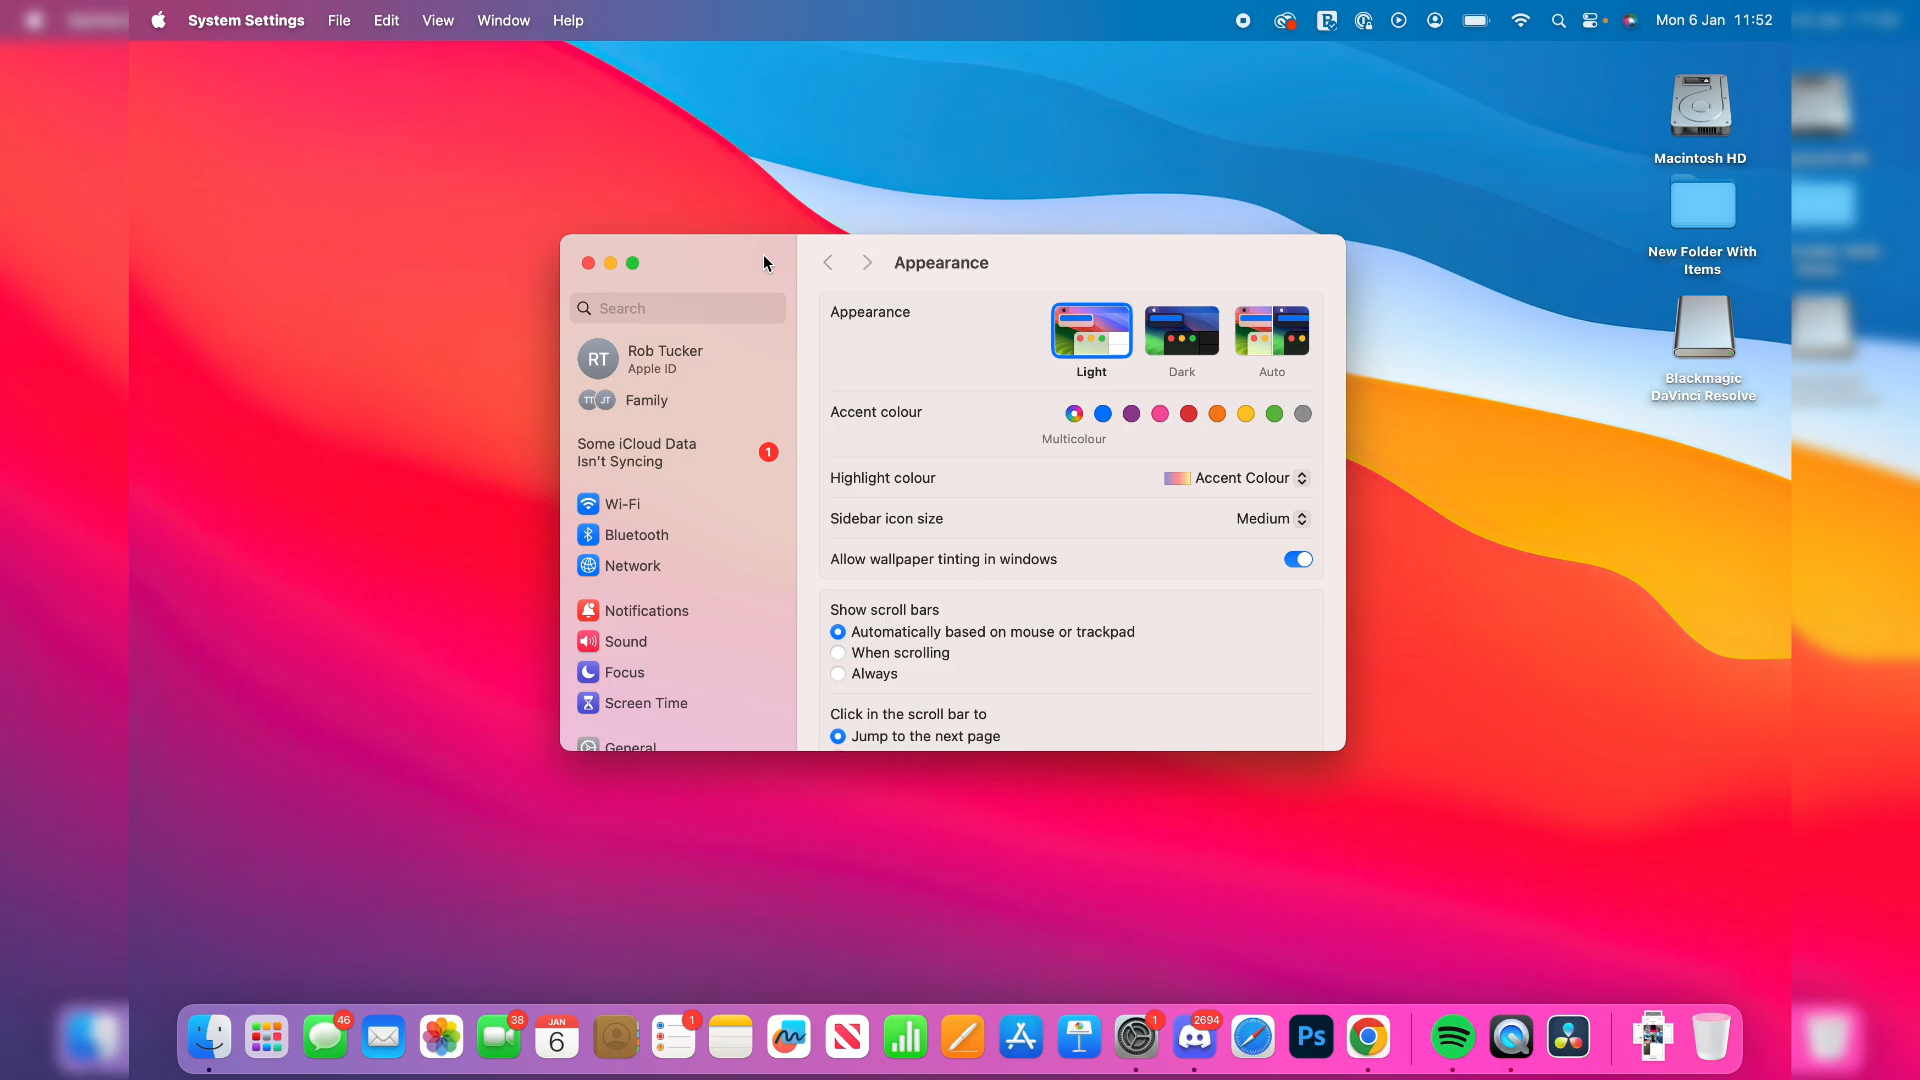 System Settings File Edit View Window Help
Mon 6 Jan 11:52
Macintosh HD
New Folder With
Items
Blackmagic
DaVinci Resolve
Search
RT
Rob Tucker
Apple ID
TT JT Family
Some iCloud Data
Isn't Syncing
1
Wi-Fi
Bluetooth
Network
Notifications
Sound
Focus
Screen Time
General
Appearance
Appearance
Light Dark Auto
Accent colour
Multicolour
Highlight colour Accent Colour
Sidebar icon size Medium
Allow wallpaper tinting in windows
Show scroll bars
Automatically based on mouse or trackpad
When scrolling
Always
Click in the scroll bar to
Jump to the next page
46 38 JAN 6 1 1 2694 Ps